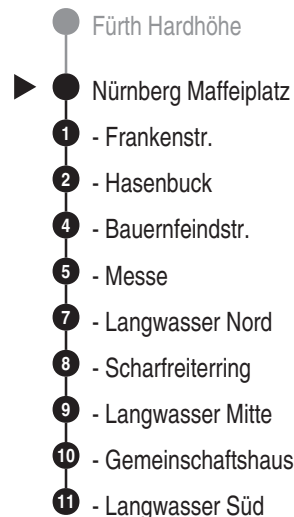 Fürth Hardhöhe
Nürnberg Maffeiplatz
1 - Frankenstr.
2 - Hasenbuck
4 - Bauernfeindstr.
5 - Messe
7 - Langwasser Nord
8 - Scharfreiterring
9 - Langwasser Mitte
10 - Gemeinschaftshaus
11 - Langwasser Süd